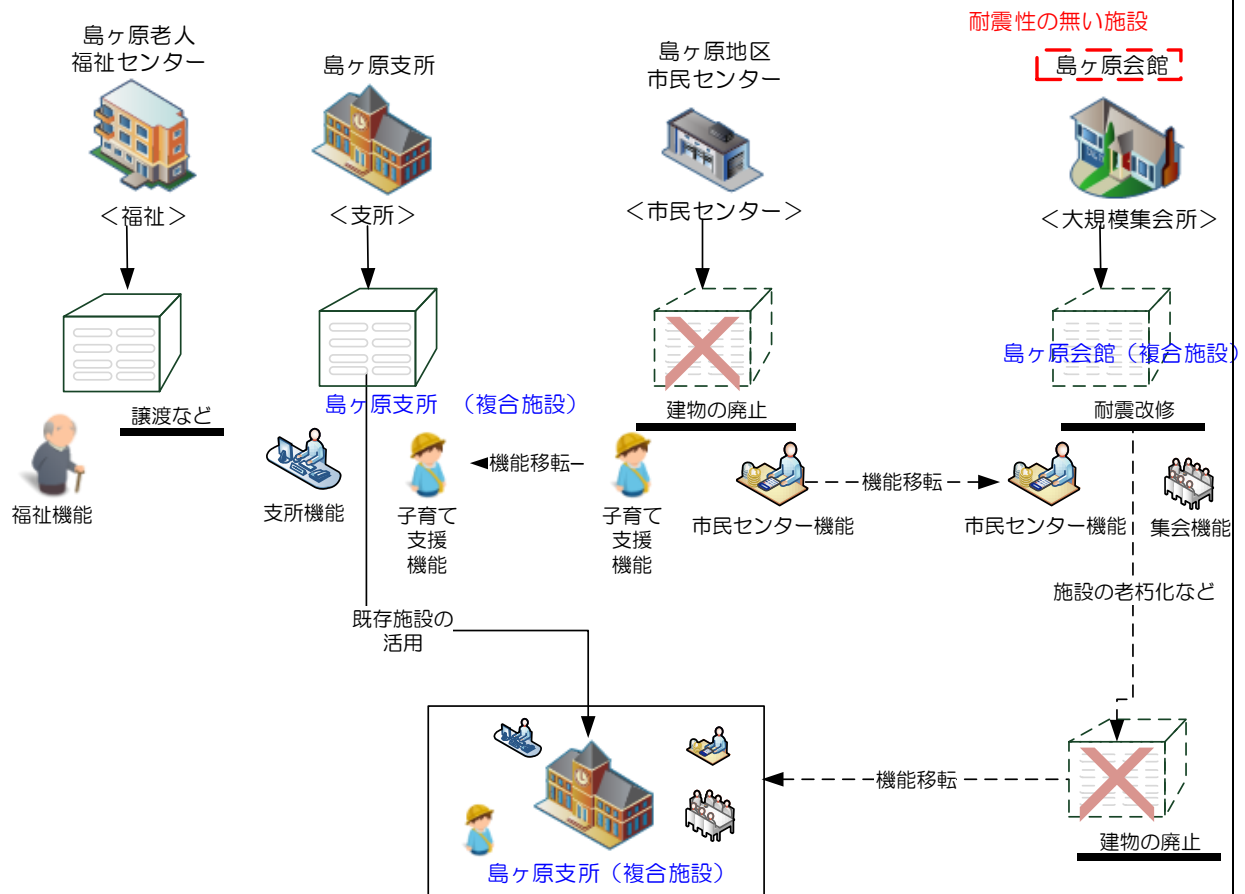 耐震性の無い施設
島ヶ原老人
福祉センター
島ヶ原支所
島ヶ原地区
市民センター
島ヶ原会館
＜福祉＞
＜支所＞
＜市民センター＞
＜大規模集会所＞
島ヶ原会館（複合施設）
譲渡など
島ヶ原支所　（複合施設）
建物の廃止
耐震改修
機能移転
機能移転
福祉機能
支所機能
子育て
支援
機能
子育て
支援
機能
市民センター機能
市民センター機能
集会機能
施設の老朽化など
既存施設の
活用
機能移転
建物の廃止
島ヶ原支所（複合施設）